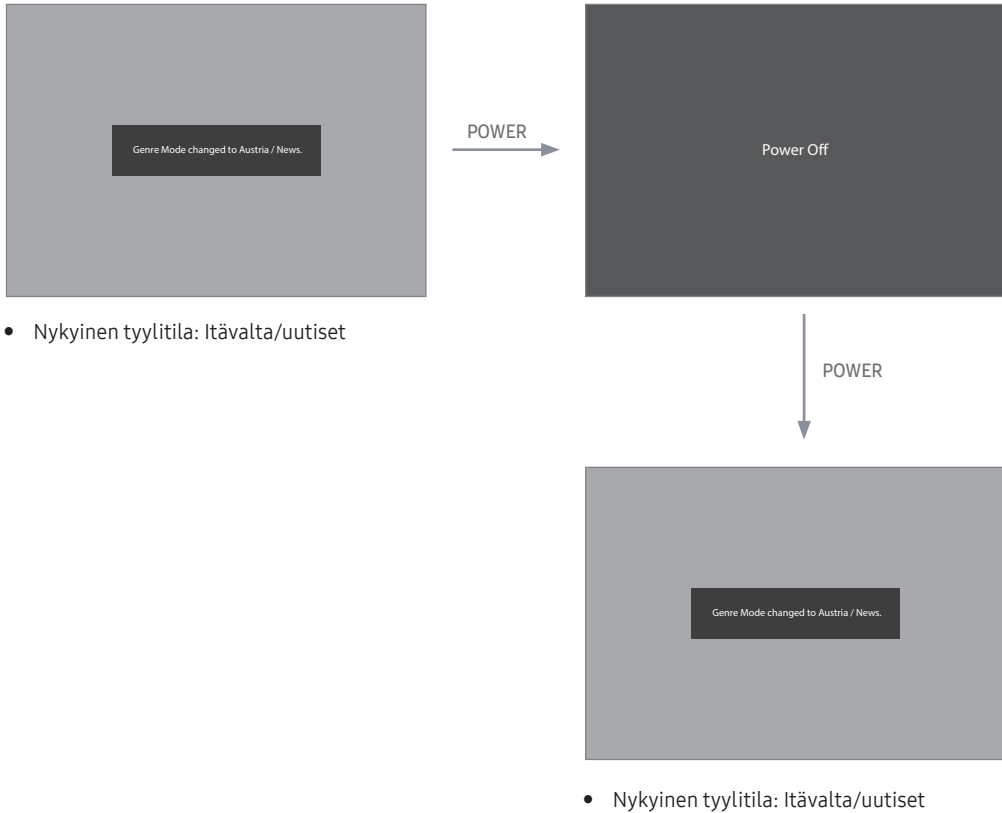 Genre Mode changed to Austria / News.
POWER
Power Off
• Nykyinen tyylitila: Itävalta/uutiset
POWER
Genre Mode changed to Austria / News.
• Nykyinen tyylitila: Itävalta/uutiset